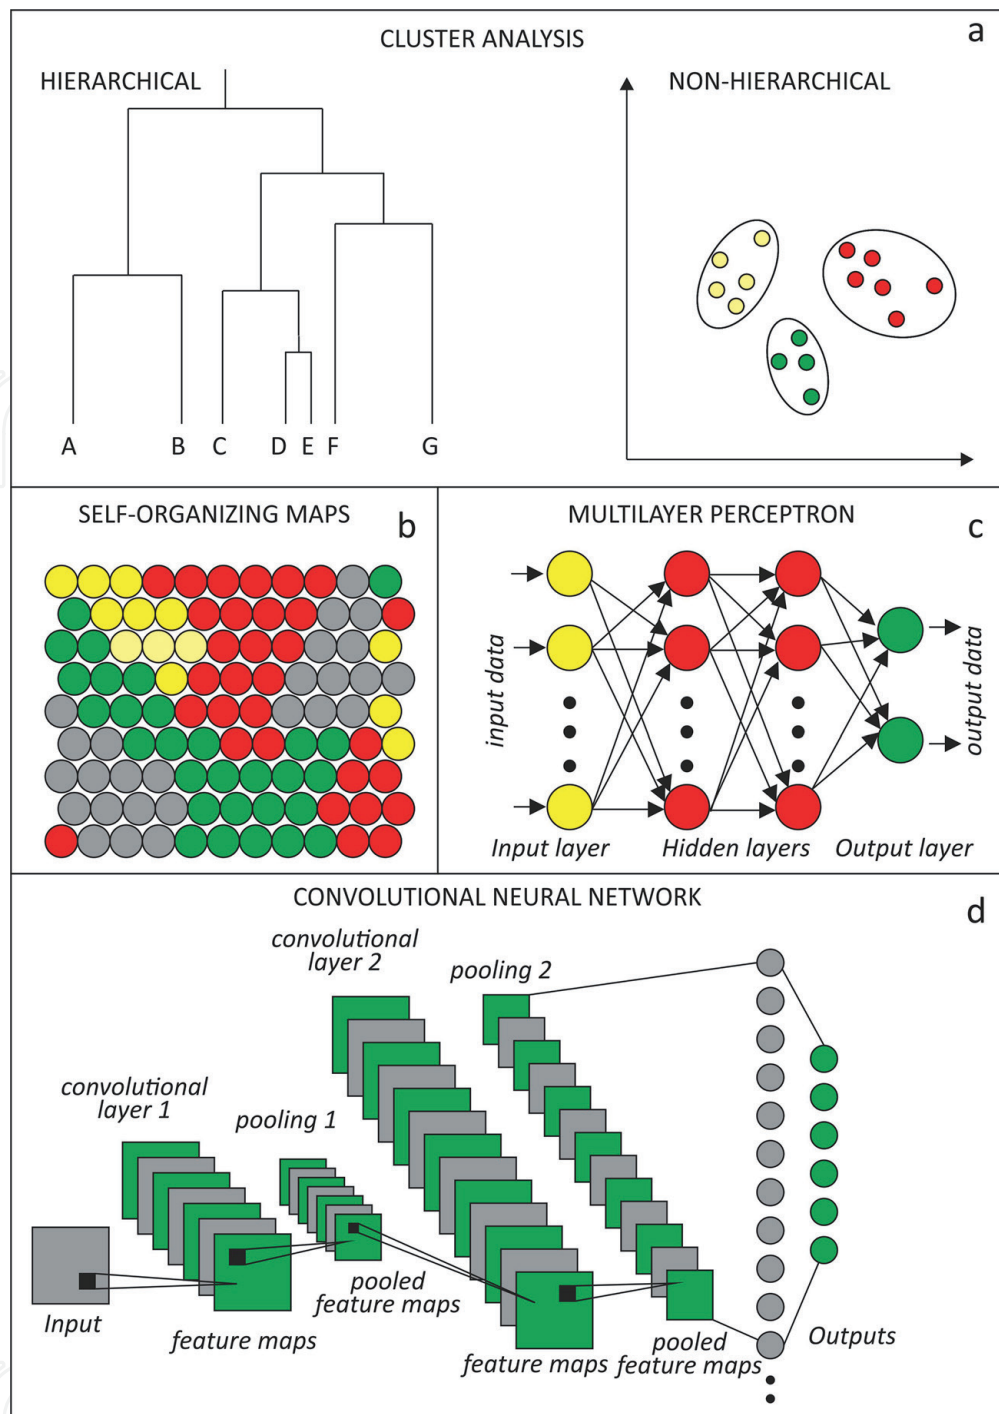 CLUSTER ANALYSIS
a
HIERARCHICAL
NON-HIERARCHICAL
A B C D E F G
SELF-ORGANIZING MAPS
b
MULTILAYER PERCEPTRON
c
input data
output data
Input layer
Hidden layers
Output layer
CONVOLUTIONAL NEURAL NETWORK
d
convolutional
layer 2
pooling 2
convolutional
layer 1
pooling 1
Input
feature maps
pooled
feature maps
feature maps
pooled
feature maps
Outputs